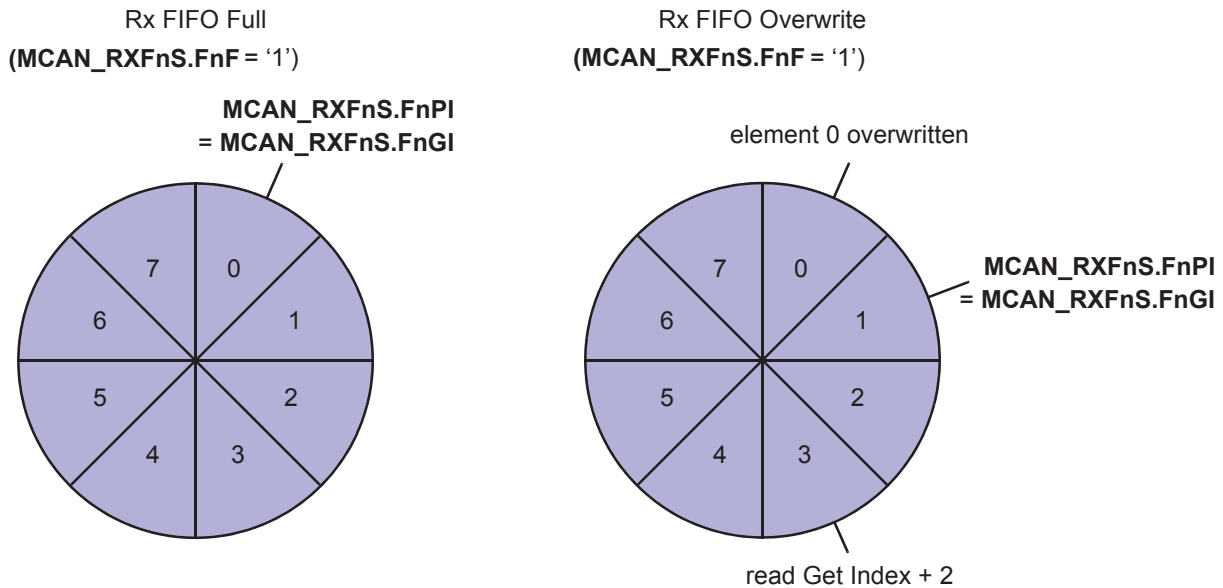 Rx FIFO Full
(MCAN_RXFnS.FnF = ‘1’)
MCAN_RXFnS.FnPI
= MCAN_RXFnS.FnGI
7
0
6
1
5
2
4
3
Rx FIFO Overwrite
(MCAN_RXFnS.FnF = ‘1’)
element 0 overwritten
MCAN_RXFnS.FnPI
= MCAN_RXFnS.FnGI
7
0
6
1
5
2
4
3
read Get Index + 2